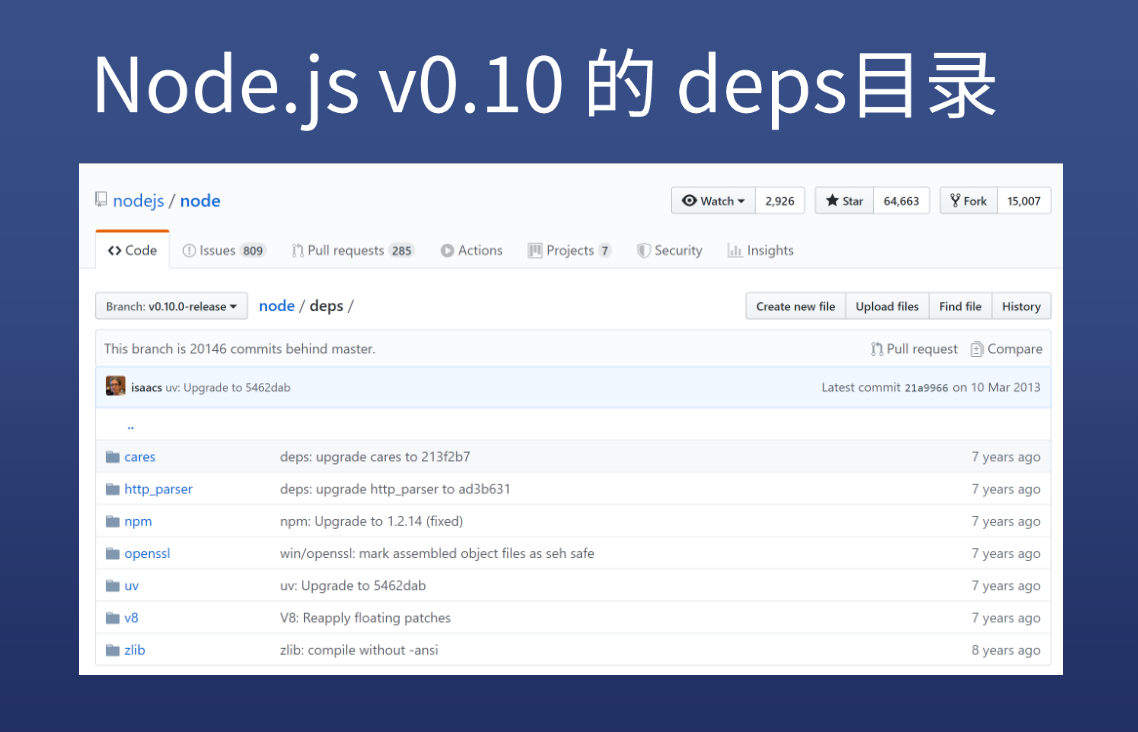 Node.js v0.10 的 deps目录
nodejs / node Watch 2,926 Star 64,663 Fork 15,007
Code Issues 809 Pull requests 285 Actions Projects 7 Security Insights
Branch: v0.10.0-release node / deps / Create new file Upload files Find file History
This branch is 20146 commits behind master. Pull request Compare
isaacs uv: Upgrade to 5462dab Latest commit 21a9966 on 10 Mar 2013
..
cares deps: upgrade cares to 213f2b7 7 years ago
http_parser deps: upgrade http_parser to ad3b631 7 years ago
npm npm: Upgrade to 1.2.14 (fixed) 7 years ago
openssl win/openssl: mark assembled object files as seh safe 7 years ago
uv uv: Upgrade to 5462dab 7 years ago
v8 V8: Reapply floating patches 7 years ago
zlib zlib: compile without -ansi 8 years ago